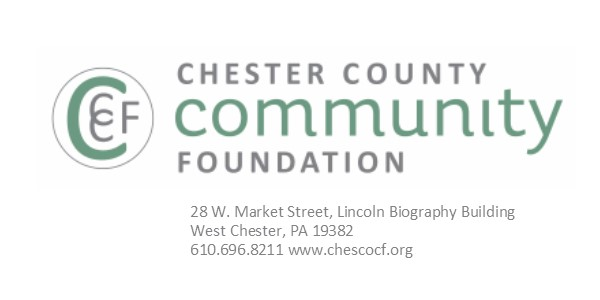 CCCF
CHESTER COUNTY
community
FOUNDATION
28 W. Market Street, Lincoln Biography Building
West Chester, PA 19382
610.696.8211 www.chescocf.org